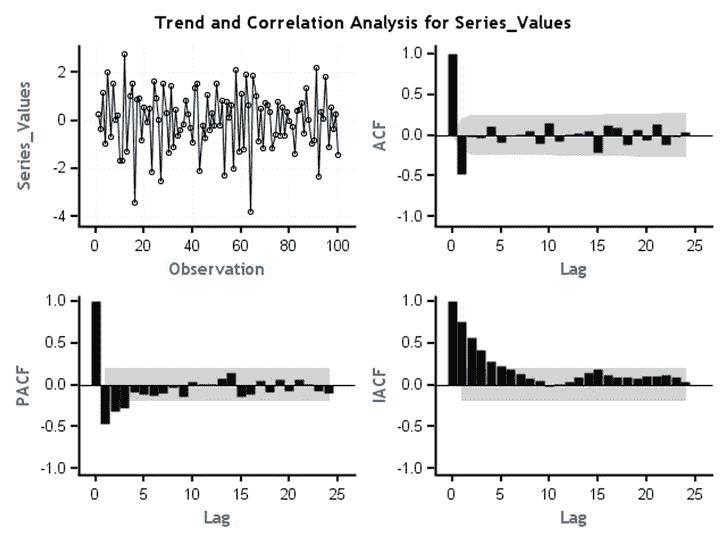 Trend and Correlation Analysis for Series_Values
Series_Values
2
0
-2
-4
0 20 40 60 80 100
Observation
ACF
1.0
0.5
0.0
-0.5
-1.0
0 5 10 15 20 25
Lag
PACF
1.0
0.5
0.0
-0.5
-1.0
0 5 10 15 20 25
Lag
IACF
1.0
0.5
0.0
-0.5
-1.0
0 5 10 15 20 25
Lag